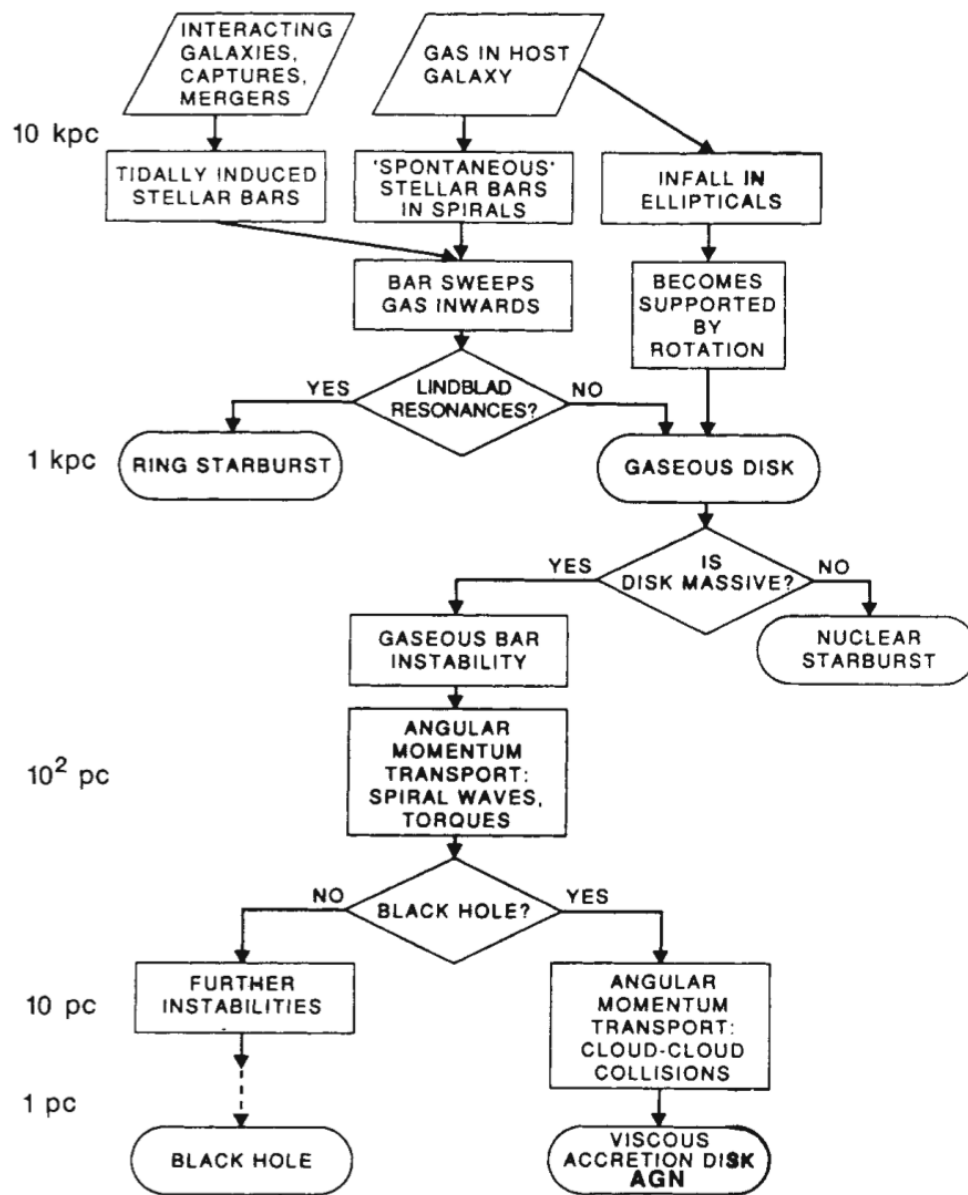 INTERACTING
GALAXIES,
CAPTURES,
MERGERS
GAS IN HOST
GALAXY
10 kpc
TIDALLY INDUCED
STELLAR BARS
'SPONTANEOUS'
STELLAR BARS
IN SPIRALS
INFALL IN
ELLIPTICALS
BAR SWEEPS
GAS INWARDS
BECOMES
SUPPORTED
BY
ROTATION
YES
LINDBLAD
RESONANCES?
NO
1 kpc
RING STARBURST
GASEOUS DISK
YES
IS
DISK MASSIVE?
NO
GASEOUS BAR
INSTABILITY
NUCLEAR
STARBURST
10² pc
ANGULAR
MOMENTUM
TRANSPORT:
SPIRAL WAVES,
TORQUES
NO
BLACK HOLE?
YES
10 pc
FURTHER
INSTABILITIES
ANGULAR
MOMENTUM
TRANSPORT:
CLOUD-CLOUD
COLLISIONS
1 pc
BLACK HOLE
VISCOUS
ACCRETION DISK
AGN